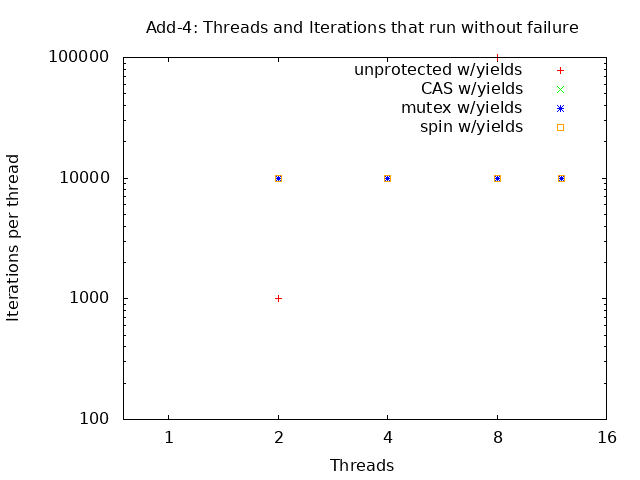 Add-4: Threads and Iterations that run without failure
100000
unprotected w/yields
CAS w/yields
mutex w/yields
spin w/yields
10000
Iterations per thread
1000
100
1 2 4 8 16
Threads